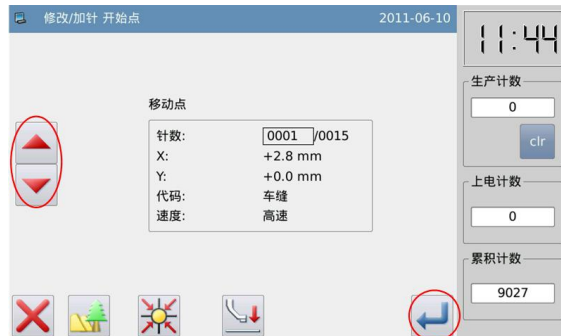 修改/加针 开始点 2011-06-10
11:44
生产计数
0
clr
移动点
针数: 0001 /0015
X: +2.8 mm
Y: +0.0 mm
代码: 车缝
速度: 高速
上电计数
0
累积计数
9027